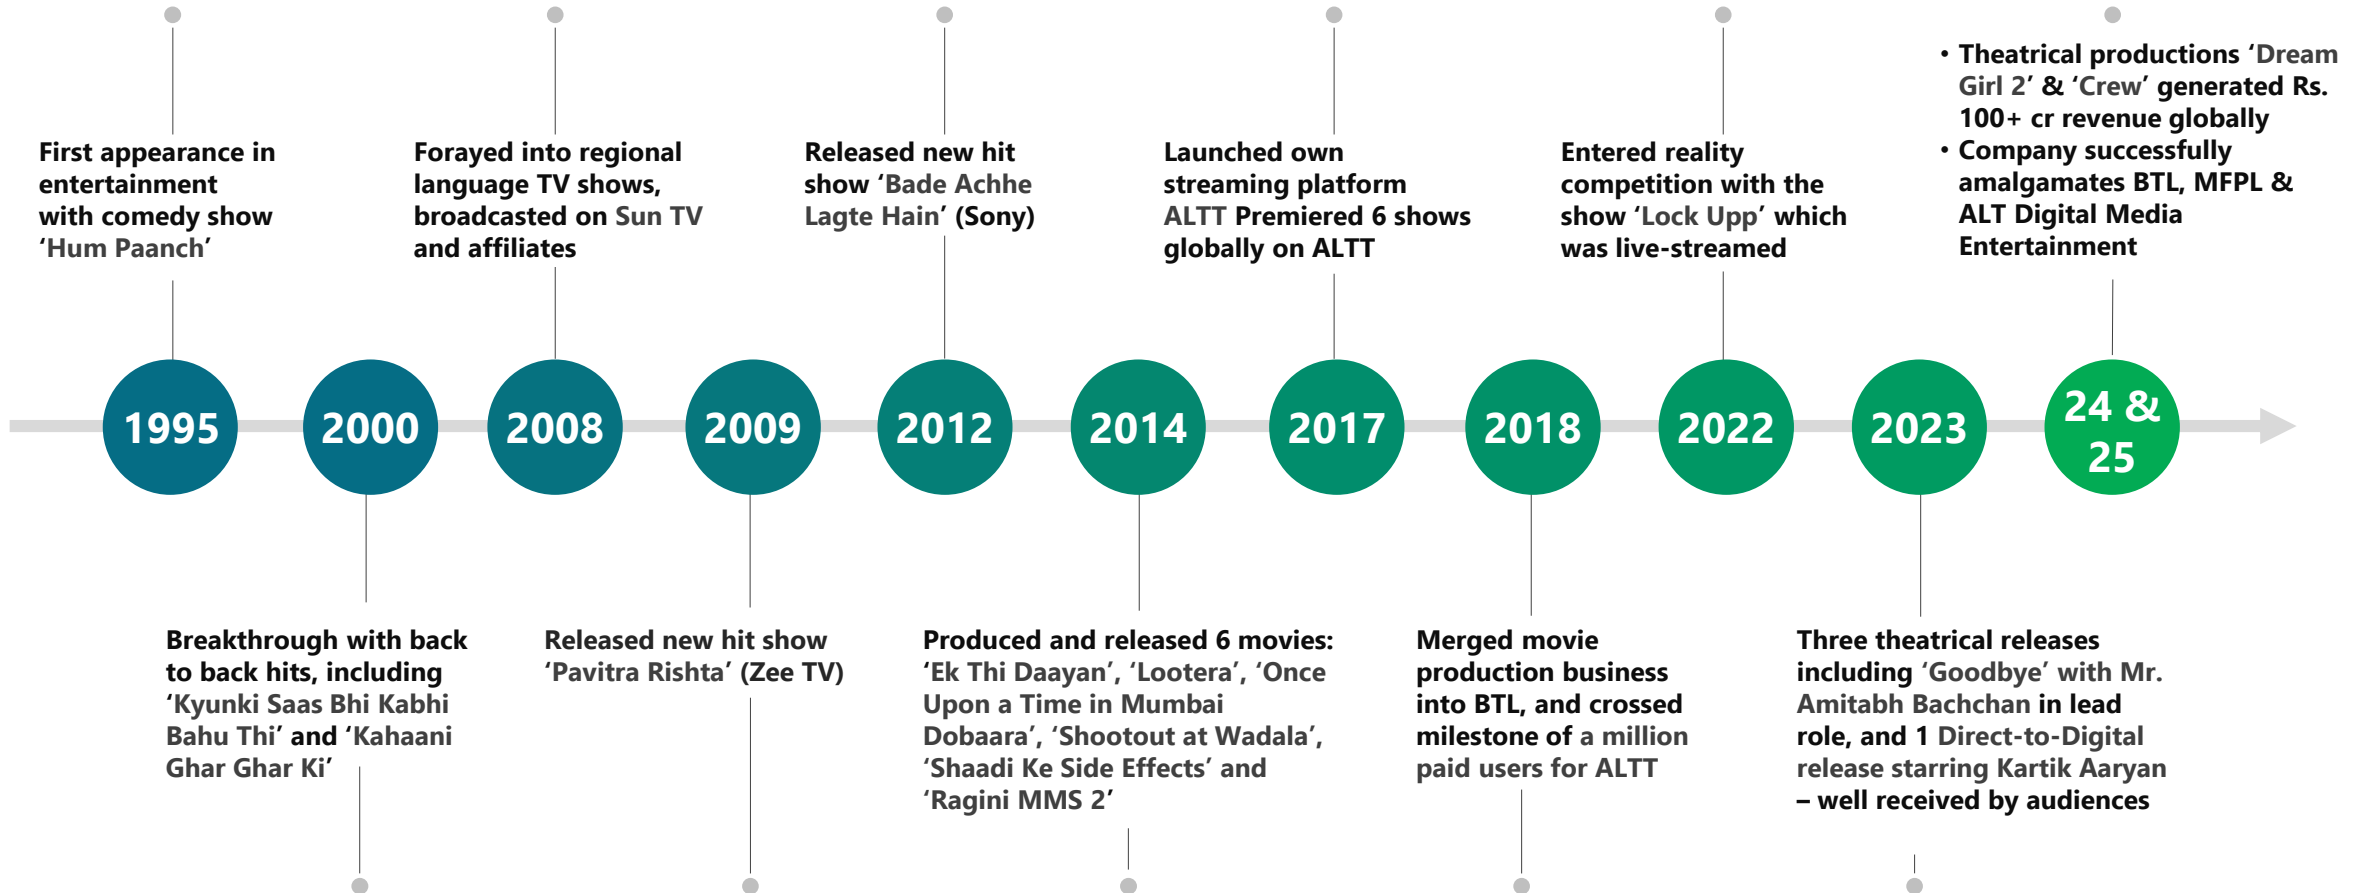 • Theatrical productions ‘Dream
Girl 2’ & ‘Crew’ generated Rs.
100+ cr revenue globally
• Company successfully
amalgamates BTL, MFPL &
ALT Digital Media
Entertainment
First appearance in
entertainment
with comedy show
‘Hum Paanch’
Forayed into regional
language TV shows,
broadcasted on Sun TV
and affiliates
Released new hit
show ‘Bade Achhe
Lagte Hain’ (Sony)
Launched own
streaming platform
ALTT Premiered 6 shows
globally on ALTT
Entered reality
competition with the
show ‘Lock Upp’ which
was live-streamed
1995
2000
2008
2009
2012
2014
2017
2018
2022
2023
24 &
25
Breakthrough with back
to back hits, including
‘Kyunki Saas Bhi Kabhi
Bahu Thi’ and ‘Kahaani
Ghar Ghar Ki’
Released new hit show
‘Pavitra Rishta’ (Zee TV)
Produced and released 6 movies:
‘Ek Thi Daayan’, ‘Lootera’, ‘Once
Upon a Time in Mumbai
Dobaara’, ‘Shootout at Wadala’,
‘Shaadi Ke Side Effects’ and
‘Ragini MMS 2’
Merged movie
production business
into BTL, and crossed
milestone of a million
paid users for ALTT
Three theatrical releases
including ‘Goodbye’ with Mr.
Amitabh Bachchan in lead
role, and 1 Direct-to-Digital
release starring Kartik Aaryan
– well received by audiences